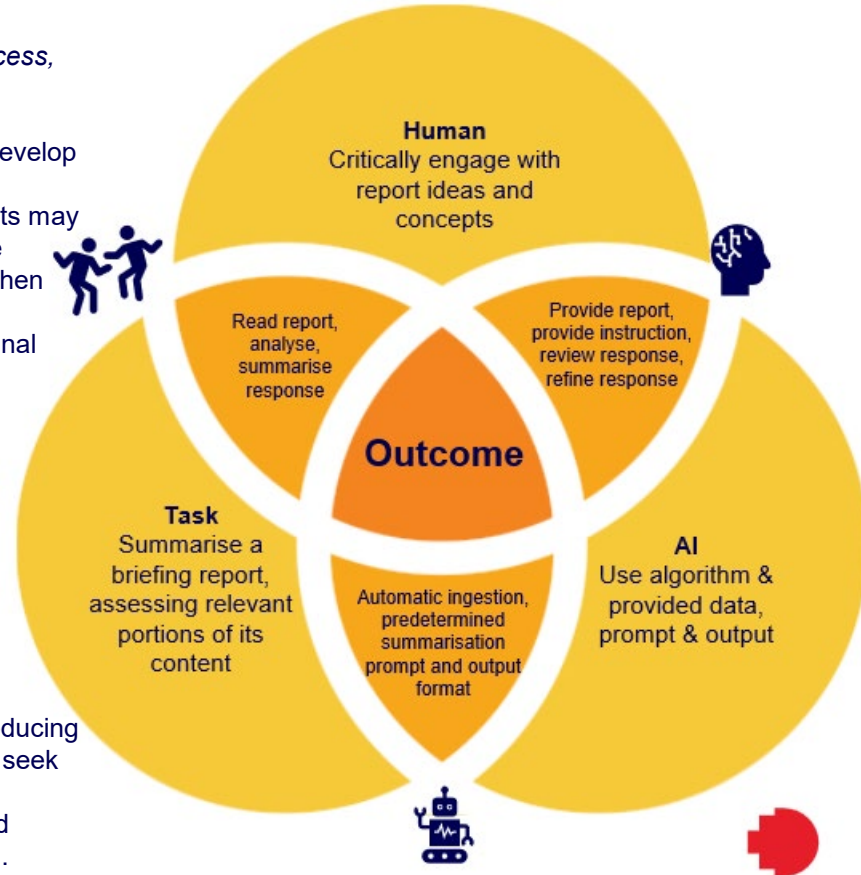 cess,
evelop
ts may
e
hen
nal
Human
Critically engage with
report ideas and
concepts
Read report,
analyse,
summarise
response
Provide report,
provide instruction,
review response,
refine response
Outcome
Task
Summarise a
briefing report,
assessing relevant
portions of its
content
AI
Use algorithm &
provided data,
prompt & output
Automatic ingestion,
predetermined
summarisation
prompt and output
format
ducing
seek
d
.